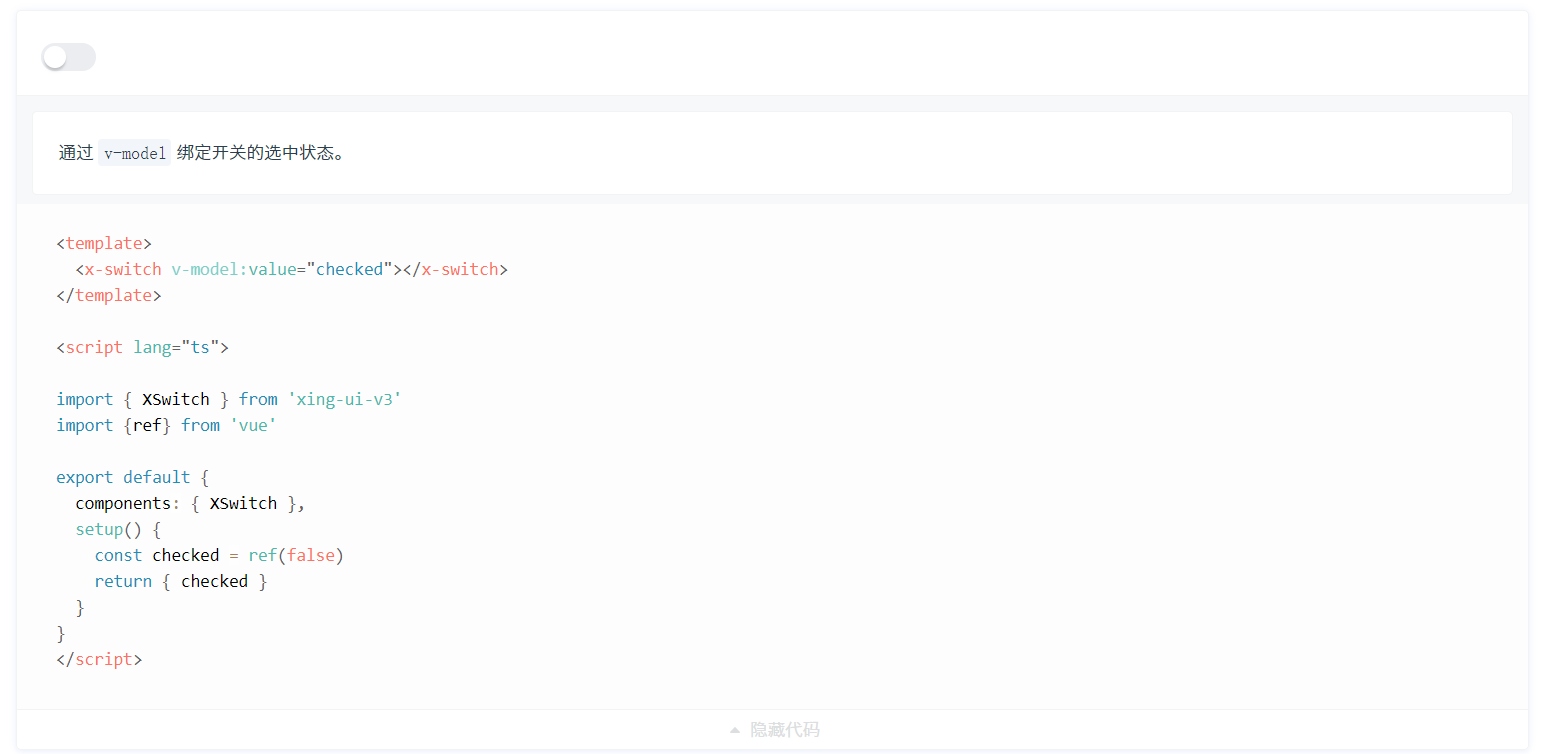 通过 v-model 绑定开关的选中状态。
<template>
  <x-switch v-model:value="checked"></x-switch>
</template>

<script lang="ts">

import { XSwitch } from 'xing-ui-v3'
import {ref} from 'vue'

export default {
  components: { XSwitch },
  setup() {
    const checked = ref(false)
    return { checked }
  }
}
</script>
隐藏代码